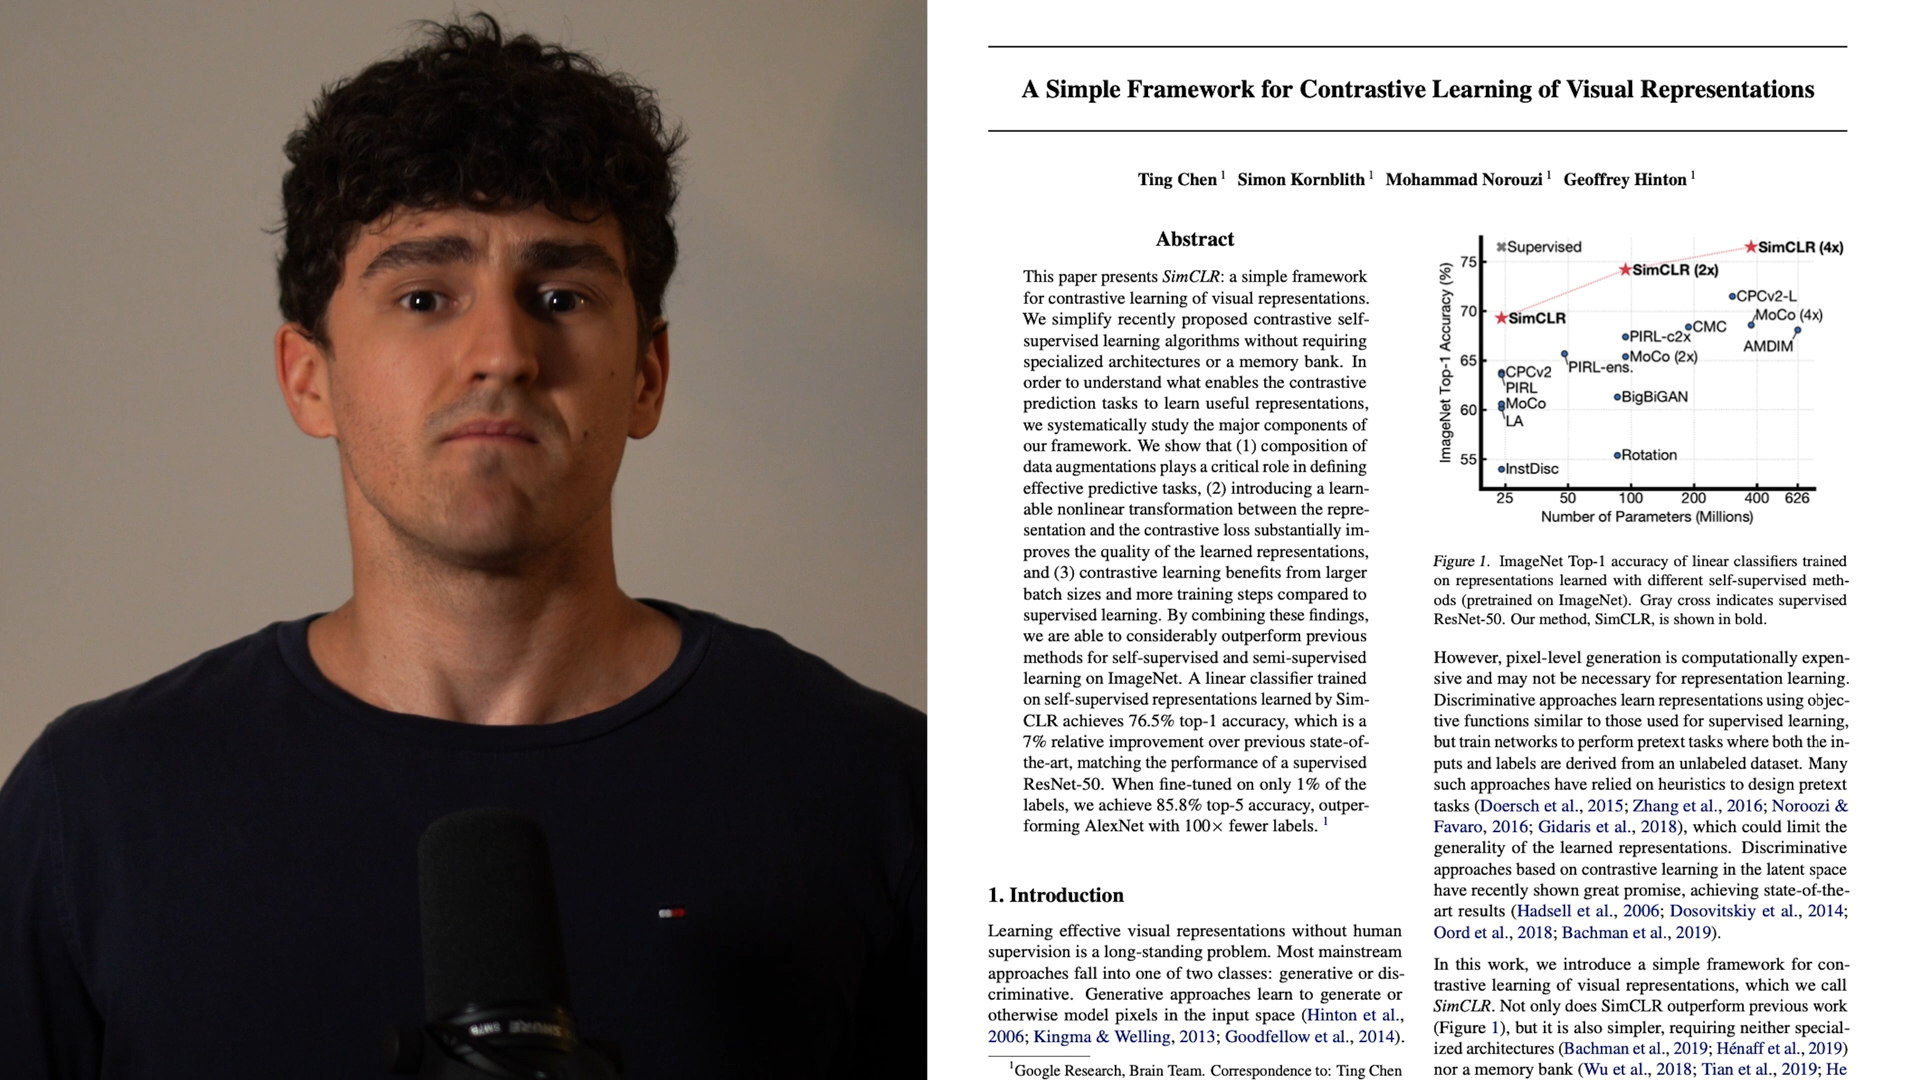 A Simple Framework for Contrastive Learning of Visual Representations
Ting Chen 1 Simon Kornblith 1 Mohammad Norouzi 1 Geoffrey Hinton 1
Abstract
This paper presents SimCLR: a simple framework
for contrastive learning of visual representations.
We simplify recently proposed contrastive self-
supervised learning algorithms without requiring
specialized architectures or a memory bank. In
order to understand what enables the contrastive
prediction tasks to learn useful representations,
we systematically study the major components of
our framework. We show that (1) composition of
data augmentations plays a critical role in defining
effective predictive tasks, (2) introducing a learn-
able nonlinear transformation between the repre-
sentation and the contrastive loss substantially im-
proves the quality of the learned representations,
and (3) contrastive learning benefits from larger
batch sizes and more training steps compared to
supervised learning. By combining these findings,
we are able to considerably outperform previous
methods for self-supervised and semi-supervised
learning on ImageNet. A linear classifier trained
on self-supervised representations learned by Sim-
CLR achieves 76.5% top-1 accuracy, which is a
7% relative improvement over previous state-of-
the-art, matching the performance of a supervised
ResNet-50. When fine-tuned on only 1% of the
labels, we achieve 85.8% top-5 accuracy, outper-
forming AlexNet with 100× fewer labels. 1
1. Introduction
Learning effective visual representations without human
supervision is a long-standing problem. Most mainstream
approaches fall into one of two classes: generative or dis-
criminative. Generative approaches learn to generate or
otherwise model pixels in the input space (Hinton et al.,
2006; Kingma & Welling, 2013; Goodfellow et al., 2014).
1Google Research, Brain Team. Correspondence to: Ting Chen
ImageNet Top-1 Accuracy (%)
75
70
65
60
55
Supervised
SimCLR (4x)
SimCLR (2x)
CPCv2-L
SimCLR
MoCo (4x)
CMC
PIRL-c2x
AMDIM
MoCo (2x)
PIRL-ens.
CPCv2
PIRL
BigBiGAN
MoCo
LA
Rotation
InstDisc
25 50 100 200 400 626
Number of Parameters (Millions)
Figure 1. ImageNet Top-1 accuracy of linear classifiers trained
on representations learned with different self-supervised meth-
ods (pretrained on ImageNet). Gray cross indicates supervised
ResNet-50. Our method, SimCLR, is shown in bold.
However, pixel-level generation is computationally expen-
sive and may not be necessary for representation learning.
Discriminative approaches learn representations using objec-
tive functions similar to those used for supervised learning,
but train networks to perform pretext tasks where both the in-
puts and labels are derived from an unlabeled dataset. Many
such approaches have relied on heuristics to design pretext
tasks (Doersch et al., 2015; Zhang et al., 2016; Noroozi &
Favaro, 2016; Gidaris et al., 2018), which could limit the
generality of the learned representations. Discriminative
approaches based on contrastive learning in the latent space
have recently shown great promise, achieving state-of-the-
art results (Hadsell et al., 2006; Dosovitskiy et al., 2014;
Oord et al., 2018; Bachman et al., 2019).
In this work, we introduce a simple framework for con-
trastive learning of visual representations, which we call
SimCLR. Not only does SimCLR outperform previous work
(Figure 1), but it is also simpler, requiring neither special-
ized architectures (Bachman et al., 2019; Hénaff et al., 2019)
nor a memory bank (Wu et al., 2018; Tian et al., 2019; He
SHURE